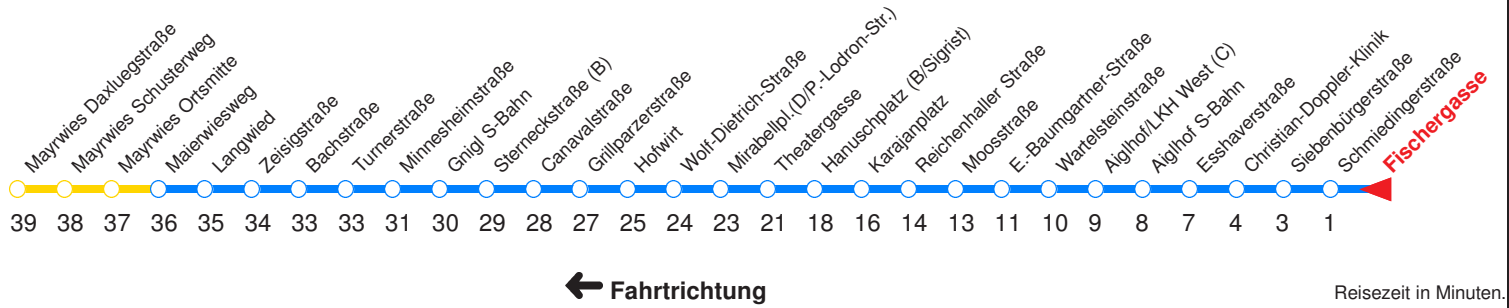 Mayrwies Daxluegstraße
Mayrwies Schusterweg
Mayrwies Ortsmitte
Maierwiesweg
Langwied
Zeisigstraße
Bachstraße
Turnerstraße
Minnesheimstraße
Gnigl S-Bahn
Sterneckstraße (B)
Canavalstraße
Grillparzerstraße
Hofwirt
Wolf-Dietrich-Straße
Mirabellpl.(D/P.-Lodron-Str.)
Theatergasse
Hanuschplatz (B/Sigrist)
Karajanplatz
Reichenhaller Straße
Moosstraße
E.-Baumgartner-Straße
Wartelsteinstraße
Aiglhof/LKH West (C)
Aiglhof S-Bahn
Esshaverstraße
Christian-Doppler-Klinik
Siebenbürgerstraße
Schmiedingerstraße
Fischergasse
39 38 37 36 35 34 33 33 31 30 29 28 27 25 24 23 21 18 16 14 13 11 10 9 8 7 4 3 1
Fahrtrichtung
Reisezeit in Minuten.